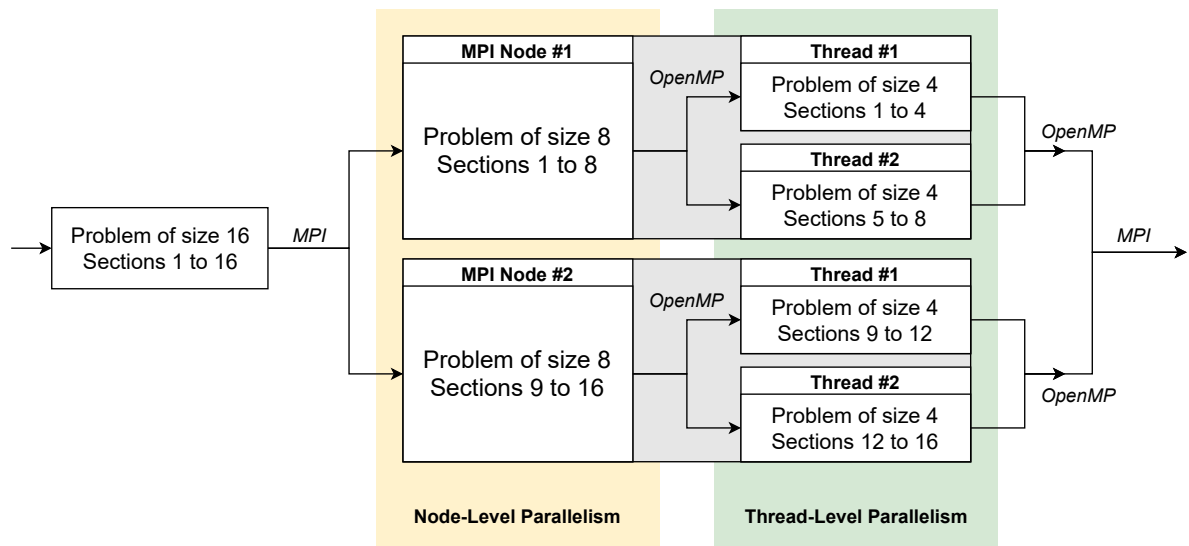 Problem of size 16
Sections 1 to 16
MPI
MPI Node #1
Problem of size 8
Sections 1 to 8
OpenMP
Thread #1
Problem of size 4
Sections 1 to 4
Thread #2
Problem of size 4
Sections 5 to 8
OpenMP
MPI Node #2
Problem of size 8
Sections 9 to 16
OpenMP
Thread #1
Problem of size 4
Sections 9 to 12
Thread #2
Problem of size 4
Sections 12 to 16
OpenMP
MPI
Node-Level Parallelism
Thread-Level Parallelism